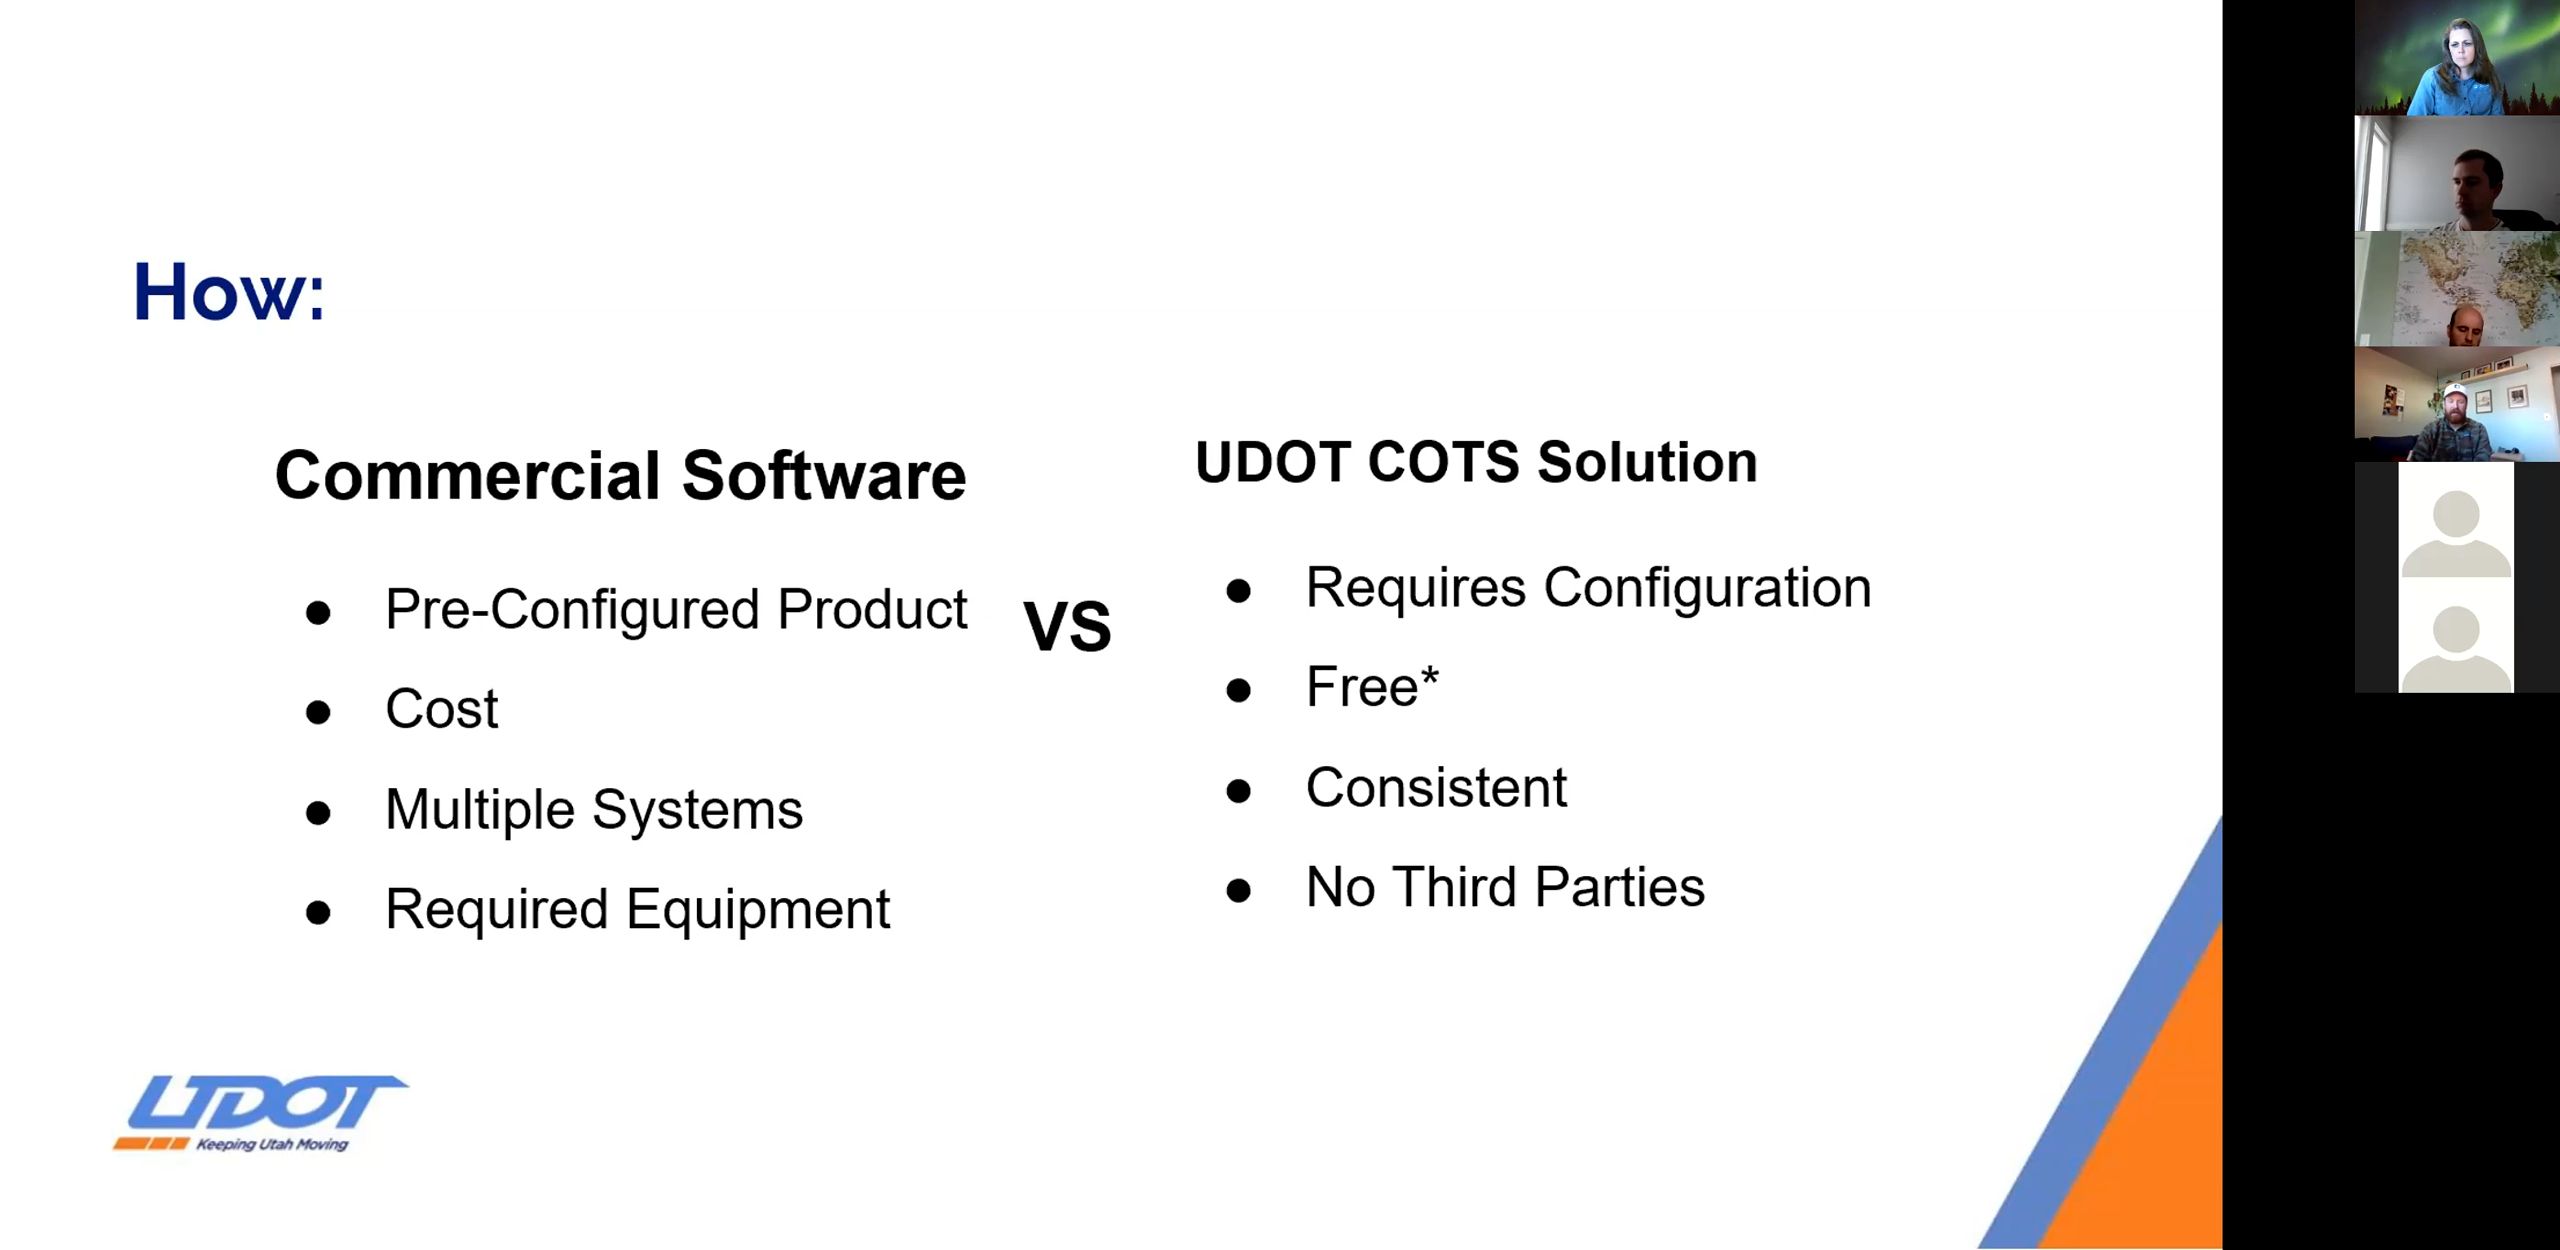 How:
Commercial Software
Pre-Configured Product
Cost
Multiple Systems
Required Equipment
VS
UDOT COTS Solution
Requires Configuration
Free*
Consistent
No Third Parties
UDOT
Keeping Utah Moving